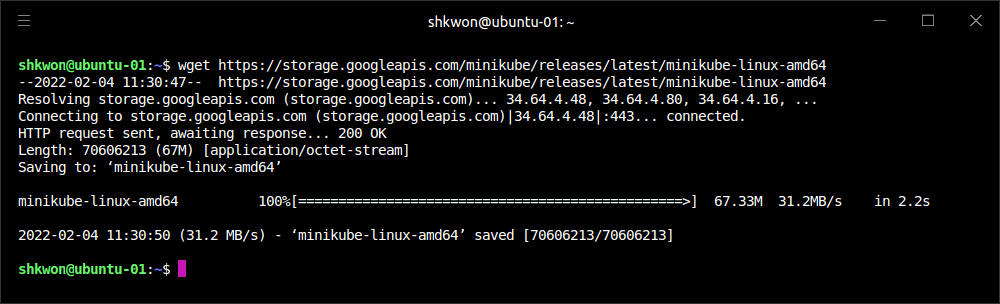 shkwon@ubuntu-01: ~
shkwon@ubuntu-01:~$ wget https://storage.googleapis.com/minikube/releases/latest/minikube-linux-amd64
--2022-02-04 11:30:47--  https://storage.googleapis.com/minikube/releases/latest/minikube-linux-amd64
Resolving storage.googleapis.com (storage.googleapis.com)... 34.64.4.48, 34.64.4.80, 34.64.4.16, ...
Connecting to storage.googleapis.com (storage.googleapis.com)|34.64.4.48|:443... connected.
HTTP request sent, awaiting response... 200 OK
Length: 70606213 (67M) [application/octet-stream]
Saving to: ‘minikube-linux-amd64’
minikube-linux-amd64          100%[================================================>]  67.33M  31.2MB/s    in 2.2s
2022-02-04 11:30:50 (31.2 MB/s) - ‘minikube-linux-amd64’ saved [70606213/70606213]
shkwon@ubuntu-01:~$